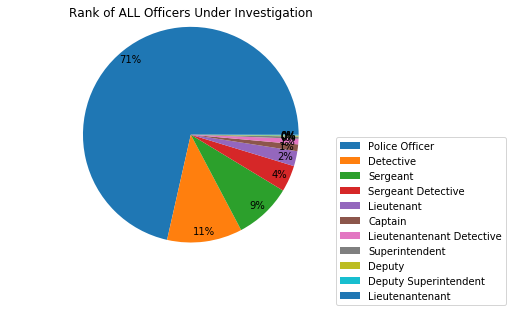 Rank of ALL Officers Under Investigation
71%
11%
9%
4%
2%
1%
0%
Police Officer
Detective
Sergeant
Sergeant Detective
Lieutenant
Captain
Lieutenantenant Detective
Superintendent
Deputy
Deputy Superintendent
Lieutenantenant